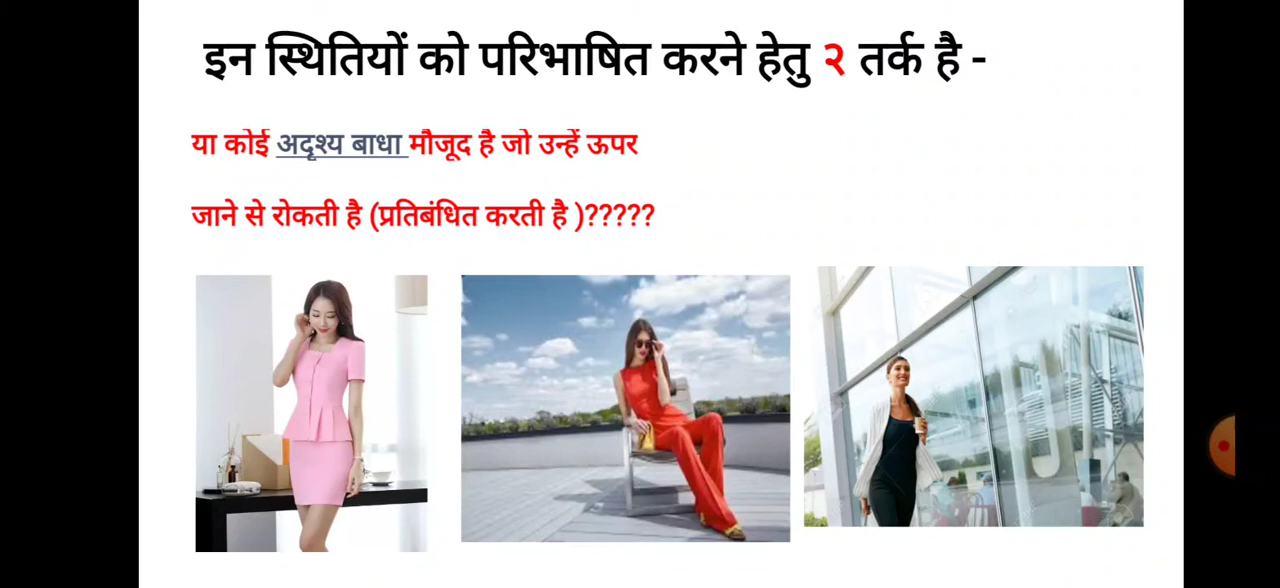 इन स्थितियों को परिभाषित करने हेतु २ तर्क है -
या कोई अदृश्य बाधा मौजूद है जो उन्हें ऊपर
जाने से रोकती है (प्रतिबंधित करती है )?????